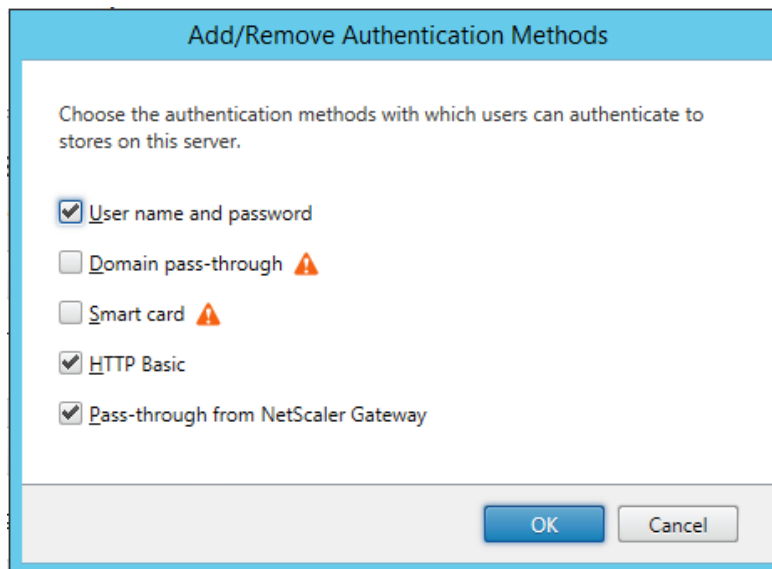 Add/Remove Authentication Methods
Choose the authentication methods with which users can authenticate to
stores on this server.
User name and password
Domain pass-through
Smart card
HTTP Basic
Pass-through from NetScaler Gateway
OK
Cancel